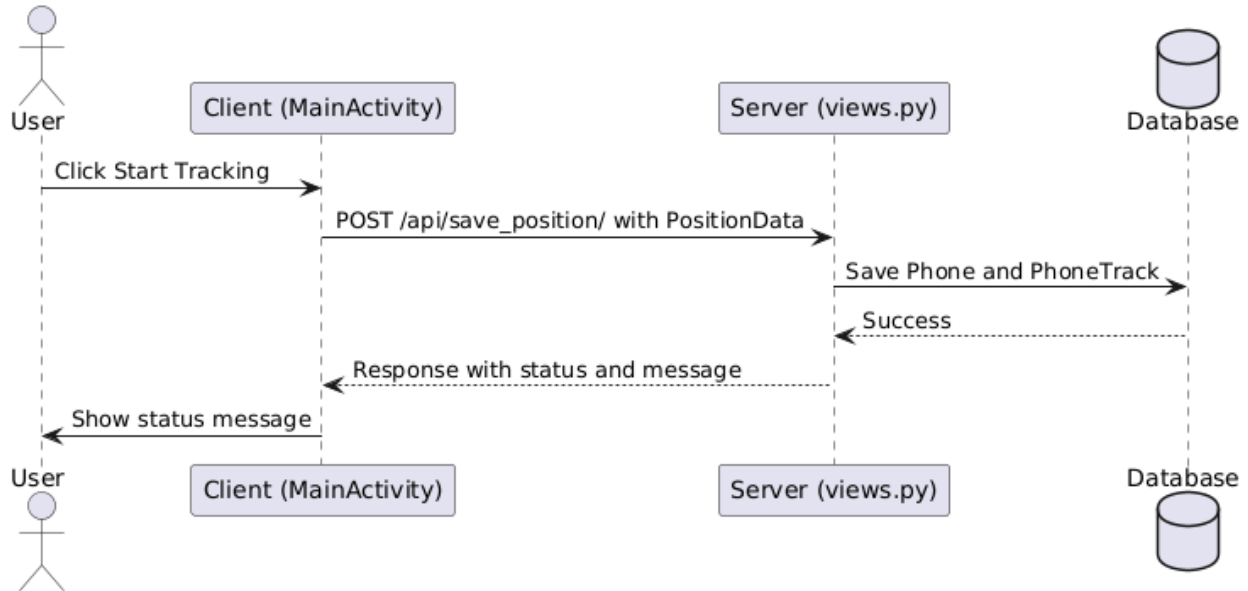 User
Client (MainActivity)
Server (views.py)
Database
Click Start Tracking
POST /api/save_position/ with PositionData
Save Phone and PhoneTrack
Success
Response with status and message
Show status message
User
Client (MainActivity)
Server (views.py)
Database